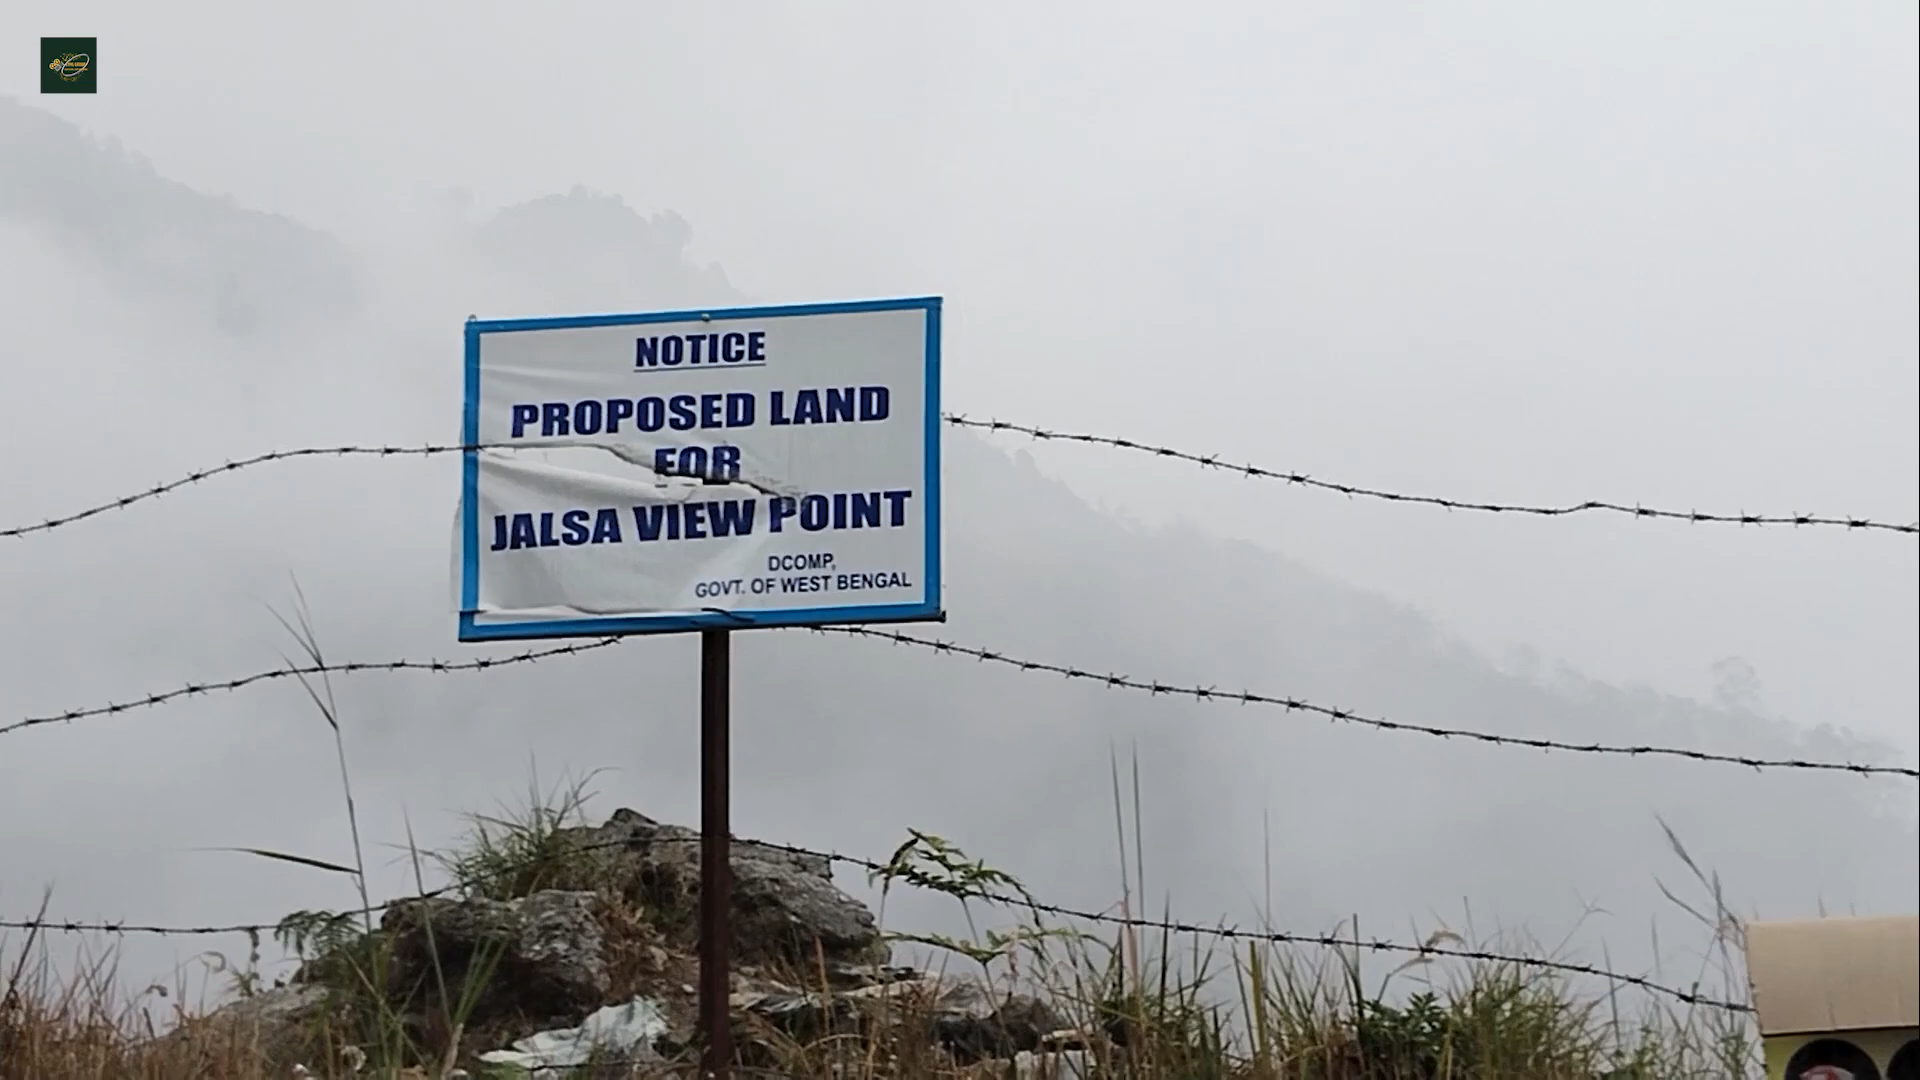 NOTICE
PROPOSED LAND
FOR
JALSA VIEW POINT
DCOMP,
GOVT. OF WEST BENGAL